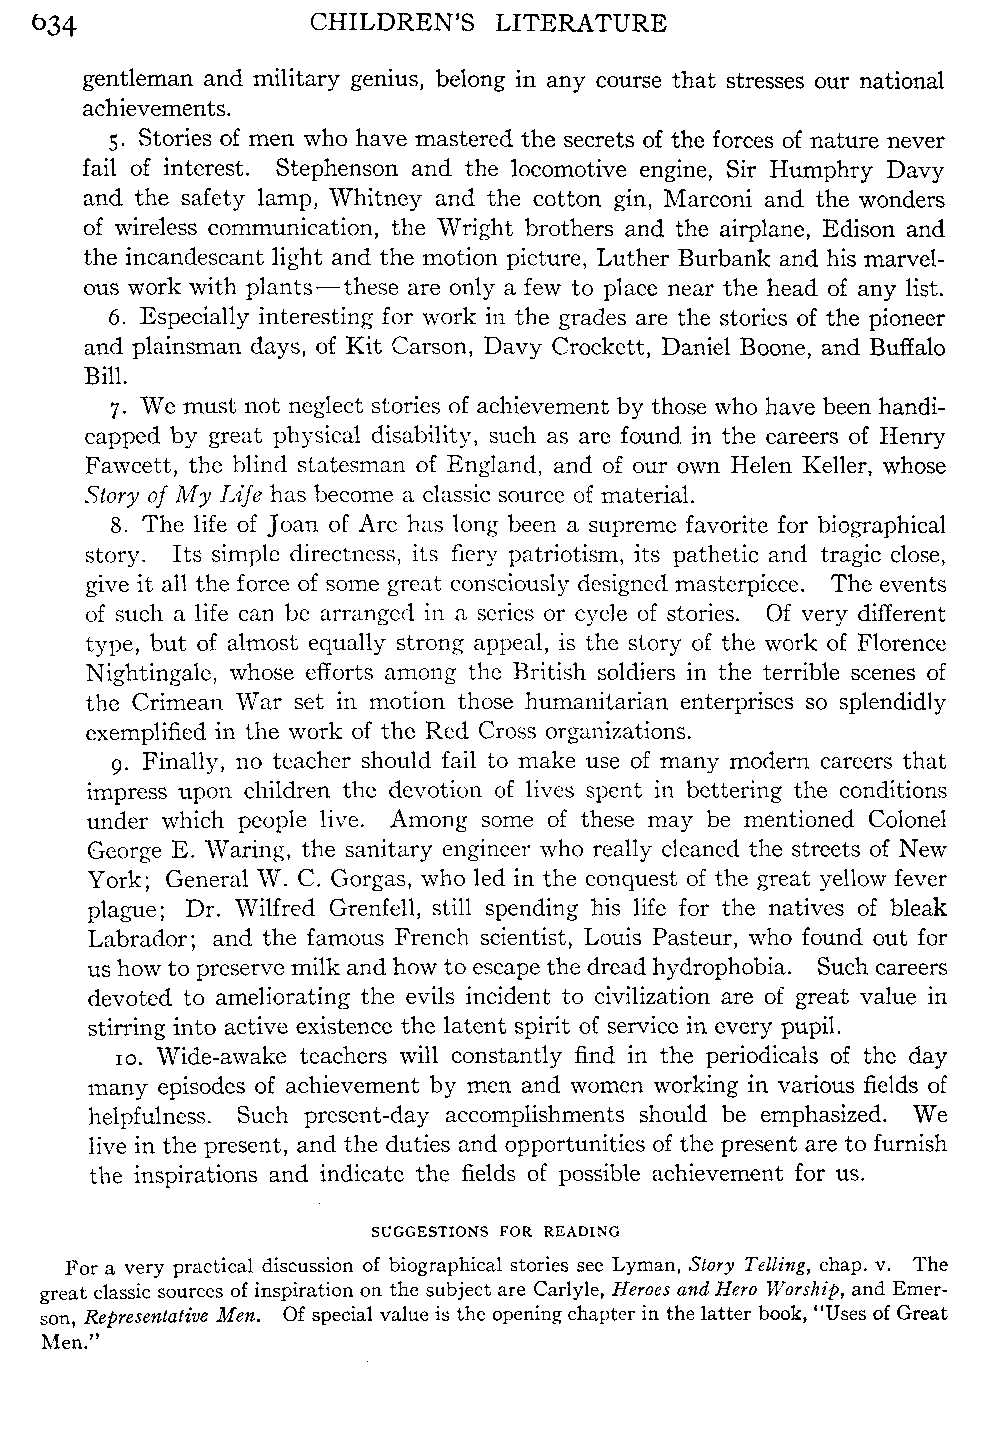 634 CHILDREN'S LITERATURE
gentleman and military genius, belong in any course that stresses our national
achievements.
5. Stories of men who have mastered the secrets of the forces of nature never
fail of interest. Stephenson and the locomotive engine, Sir Humphry Davy
and the safety lamp, Whitney and the cotton gin, Marconi and the wonders
of wireless communication, the Wright brothers and the airplane, Edison and
the incandescant light and the motion picture, Luther Burbank and his marvel-
ous work with plants—these are only a few to place near the head of any list.
6. Especially interesting for work in the grades are the stories of the pioneer
and plainsman days, of Kit Carson, Davy Crockett, Daniel Boone, and Buffalo
Bill.
7. We must not neglect stories of achievement by those who have been handi-
capped by great physical disability, such as are found in the careers of Henry
Fawcett, the blind statesman of England, and of our own Helen Keller, whose
Story of My Life has become a classic source of material.
8. The life of Joan of Arc has long been a supreme favorite for biographical
story. Its simple directness, its fiery patriotism, its pathetic and tragic close,
give it all the force of some great consciously designed masterpiece. The events
of such a life can be arranged in a series or cycle of stories. Of very different
type, but of almost equally strong appeal, is the story of the work of Florence
Nightingale, whose efforts among the British soldiers in the terrible scenes of
the Crimean War set in motion those humanitarian enterprises so splendidly
exemplified in the work of the Red Cross organizations.
9. Finally, no teacher should fail to make use of many modern careers that
impress upon children the devotion of lives spent in bettering the conditions
under which people live. Among some of these may be mentioned Colonel
George E. Waring, the sanitary engineer who really cleaned the streets of New
York; General W. C. Gorgas, who led in the conquest of the great yellow fever
plague; Dr. Wilfred Grenfell, still spending his life for the natives of bleak
Labrador; and the famous French scientist, Louis Pasteur, who found out for
us how to preserve milk and how to escape the dread hydrophobia. Such careers
devoted to ameliorating the evils incident to civilization are of great value in
stirring into active existence the latent spirit of service in every pupil.
10. Wide-awake teachers will constantly find in the periodicals of the day
many episodes of achievement by men and women working in various fields of
helpfulness. Such present-day accomplishments should be emphasized. We
live in the present, and the duties and opportunities of the present are to furnish
the inspirations and indicate the fields of possible achievement for us.
SUGGESTIONS FOR READING
For a very practical discussion of biographical stories see Lyman, Story Telling, chap. v. The
great classic sources of inspiration on the subject are Carlyle, Heroes and Hero Worship, and Emer-
son, Representative Men. Of special value is the opening chapter in the latter book, "Uses of Great
Men."